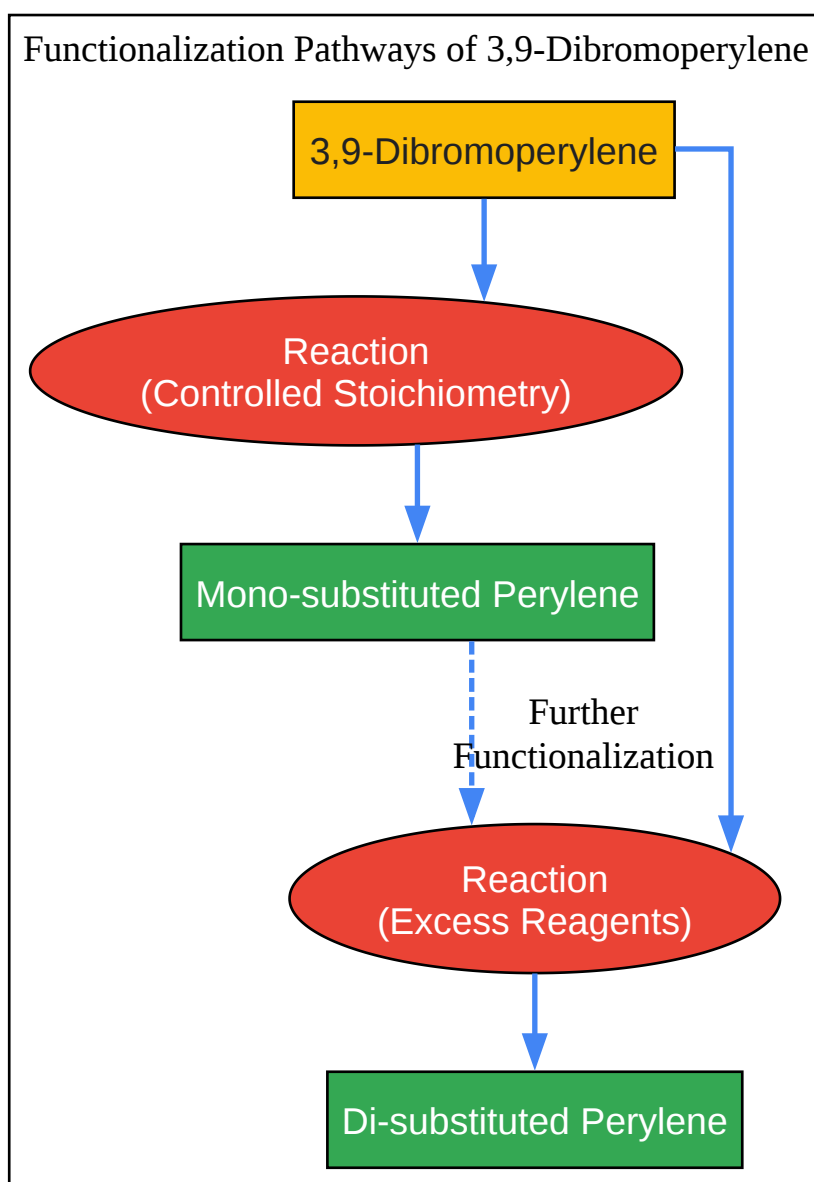 Functionalization Pathways of 3,9-Dibromoperylene
3,9-Dibromoperylene
Reaction
(Controlled Stoichiometry)
Mono-substituted Perylene
Further
Functionalization
Reaction
(Excess Reagents)
Di-substituted Perylene